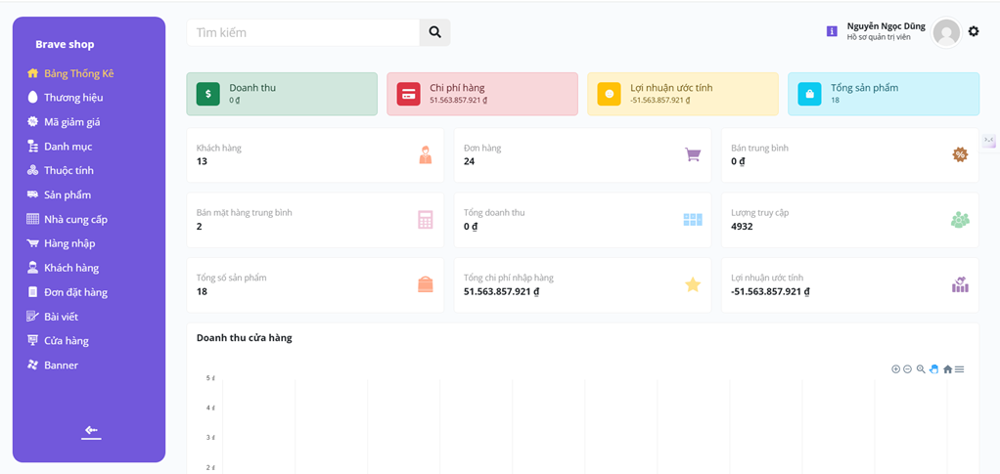 Brave shop
Bảng Thống Kê
Thương hiệu
Mã giảm giá
Danh mục
Thuộc tính
Sản phẩm
Nhà cung cấp
Hàng nhập
Khách hàng
Đơn đặt hàng
Bài viết
Cửa hàng
Banner
Tìm kiếm
Nguyễn Ngọc Dũng
Hồ sơ quản trị viên
Doanh thu
0 ₫
Chi phí hàng
51.563.857.921 ₫
Lợi nhuận ước tính
-51.563.857.921 ₫
Tổng sản phẩm
18
Khách hàng
13
Đơn hàng
24
Bán trung bình
0 ₫
Bán mặt hàng trung bình
2
Tổng doanh thu
0 ₫
Lượng truy cập
4932
Tổng số sản phẩm
18
Tổng chi phí nhập hàng
51.563.857.921 ₫
Lợi nhuận ước tính
-51.563.857.921 ₫
Doanh thu cửa hàng
5 ₫
4 ₫
3 ₫
2 ₫